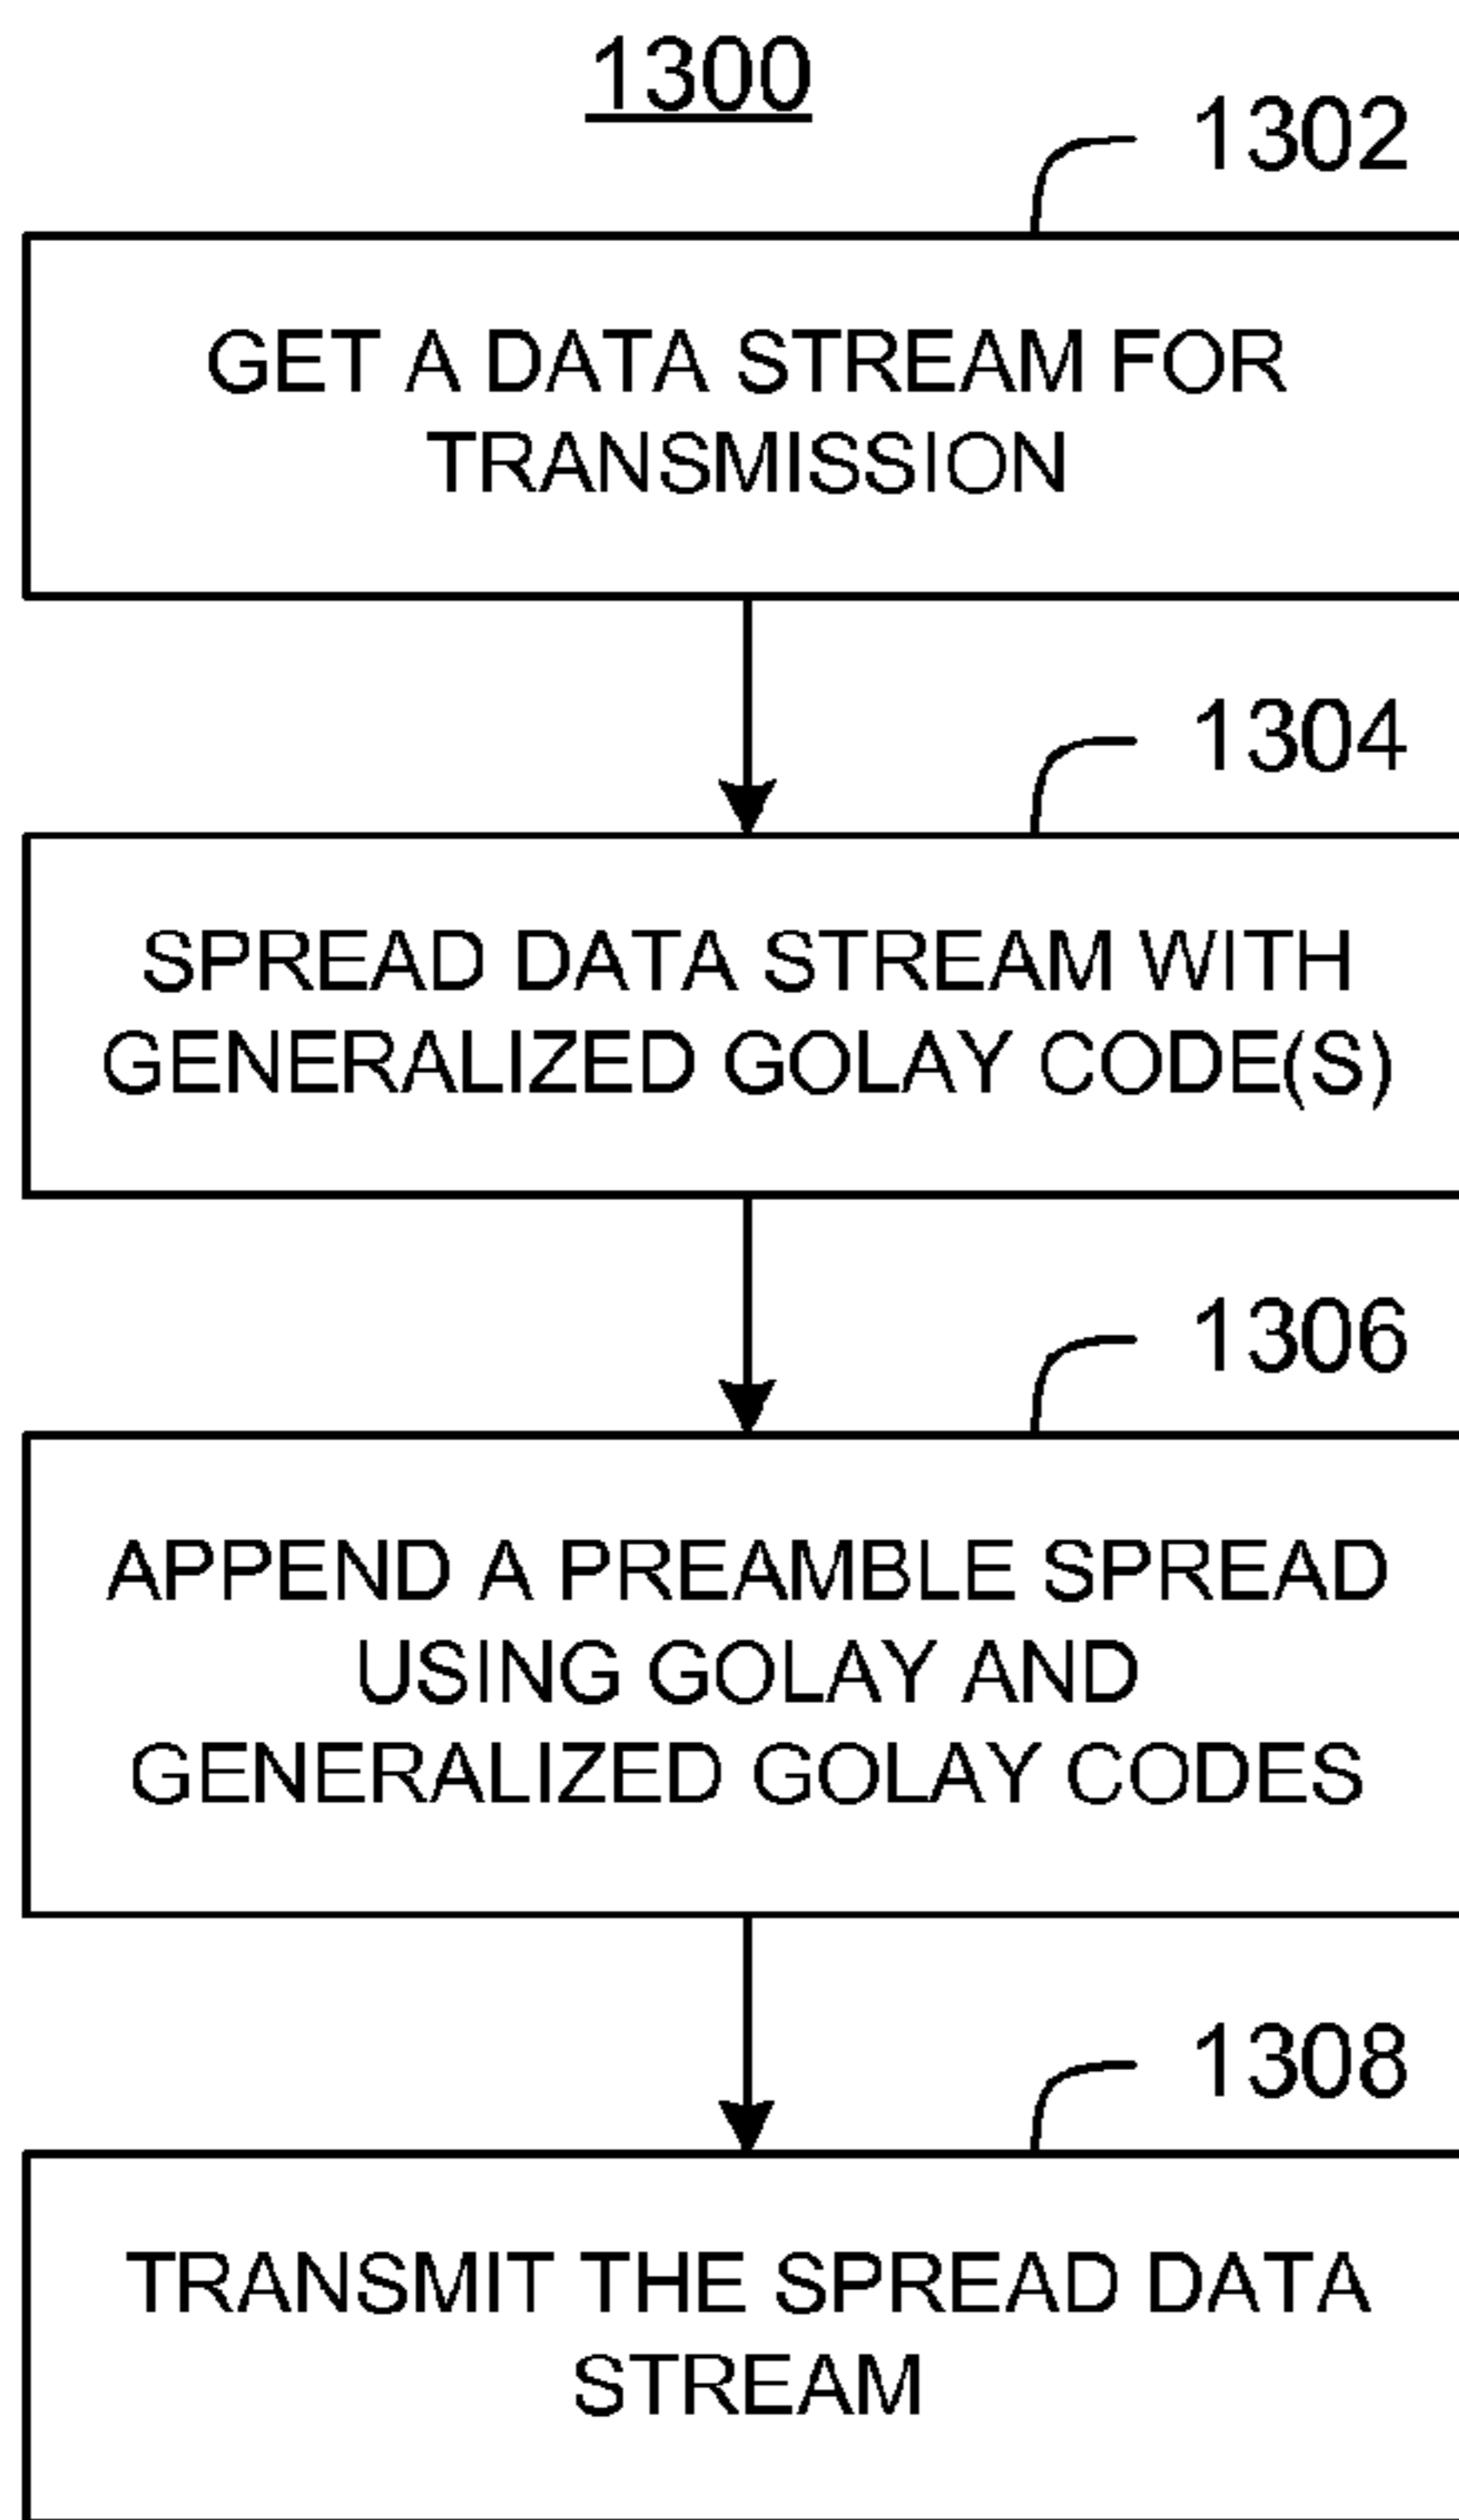 1300
1302
GET A DATA STREAM FOR
TRANSMISSION
1304
SPREAD DATA STREAM WITH
GENERALIZED GOLAY CODE(S)
1306
APPEND A PREAMBLE SPREAD
USING GOLAY AND
GENERALIZED GOLAY CODES
1308
TRANSMIT THE SPREAD DATA
STREAM